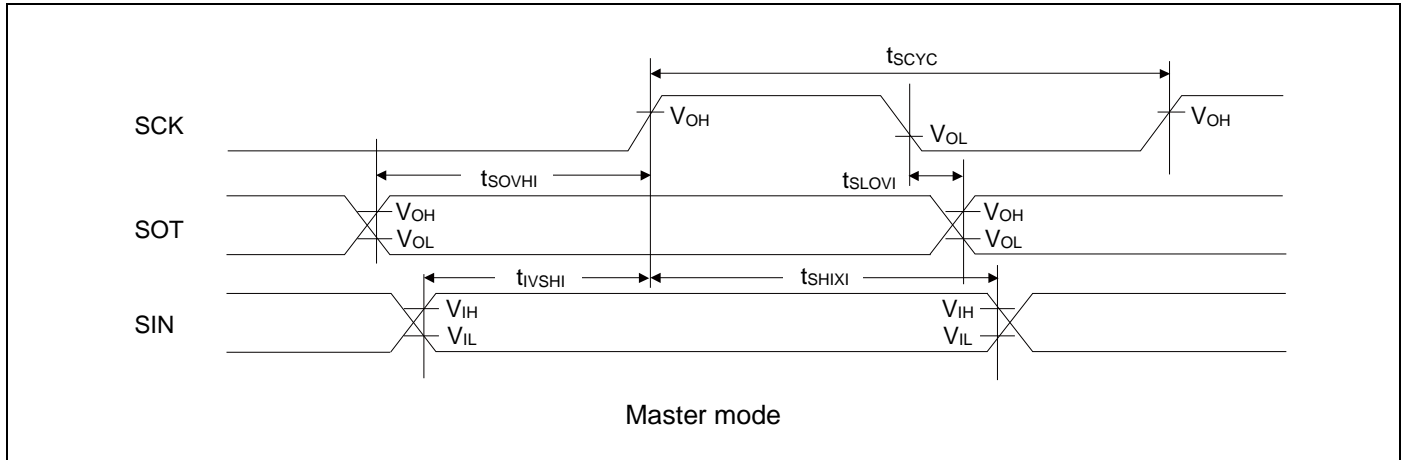 tSCYC
SCK
VOH
VOL
VOH
tSOVHI
tSLOVI
SOT
VOH
VOL
VOH
VOL
tIVSHI
tSHIXI
SIN
VIH
VIL
VIH
VIL
Master mode